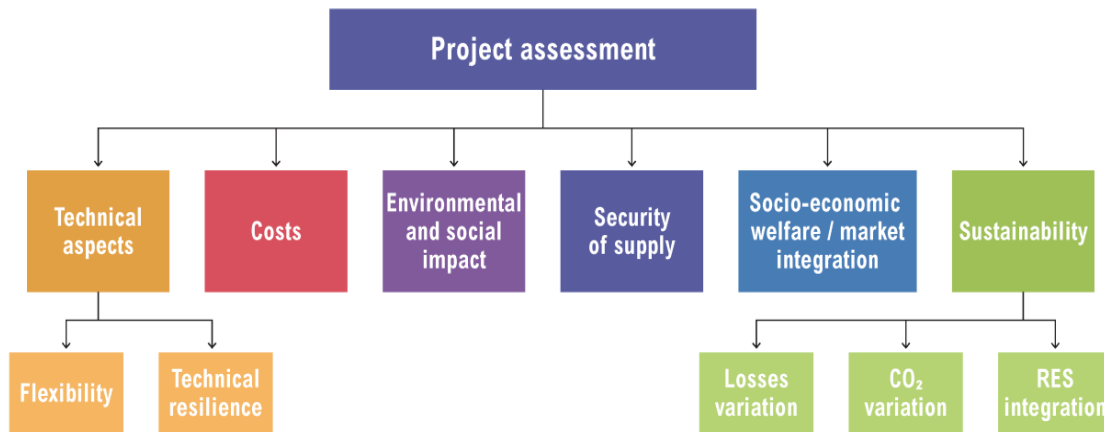 Project assessment
Technical
aspects
Costs
Environmental
and social
impact
Security
of supply
Socio-economic
welfare / market
integration
Sustainability
Flexibility
Technical
resilience
Losses
variation
CO₂
variation
RES
integration